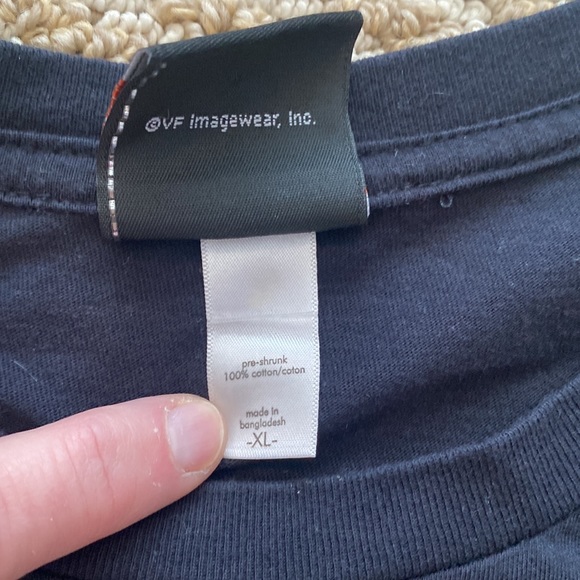 ©VF Imagewear, Inc.
pre-shrunk
100% cotton/coton
made in
bangladesh
-XL-